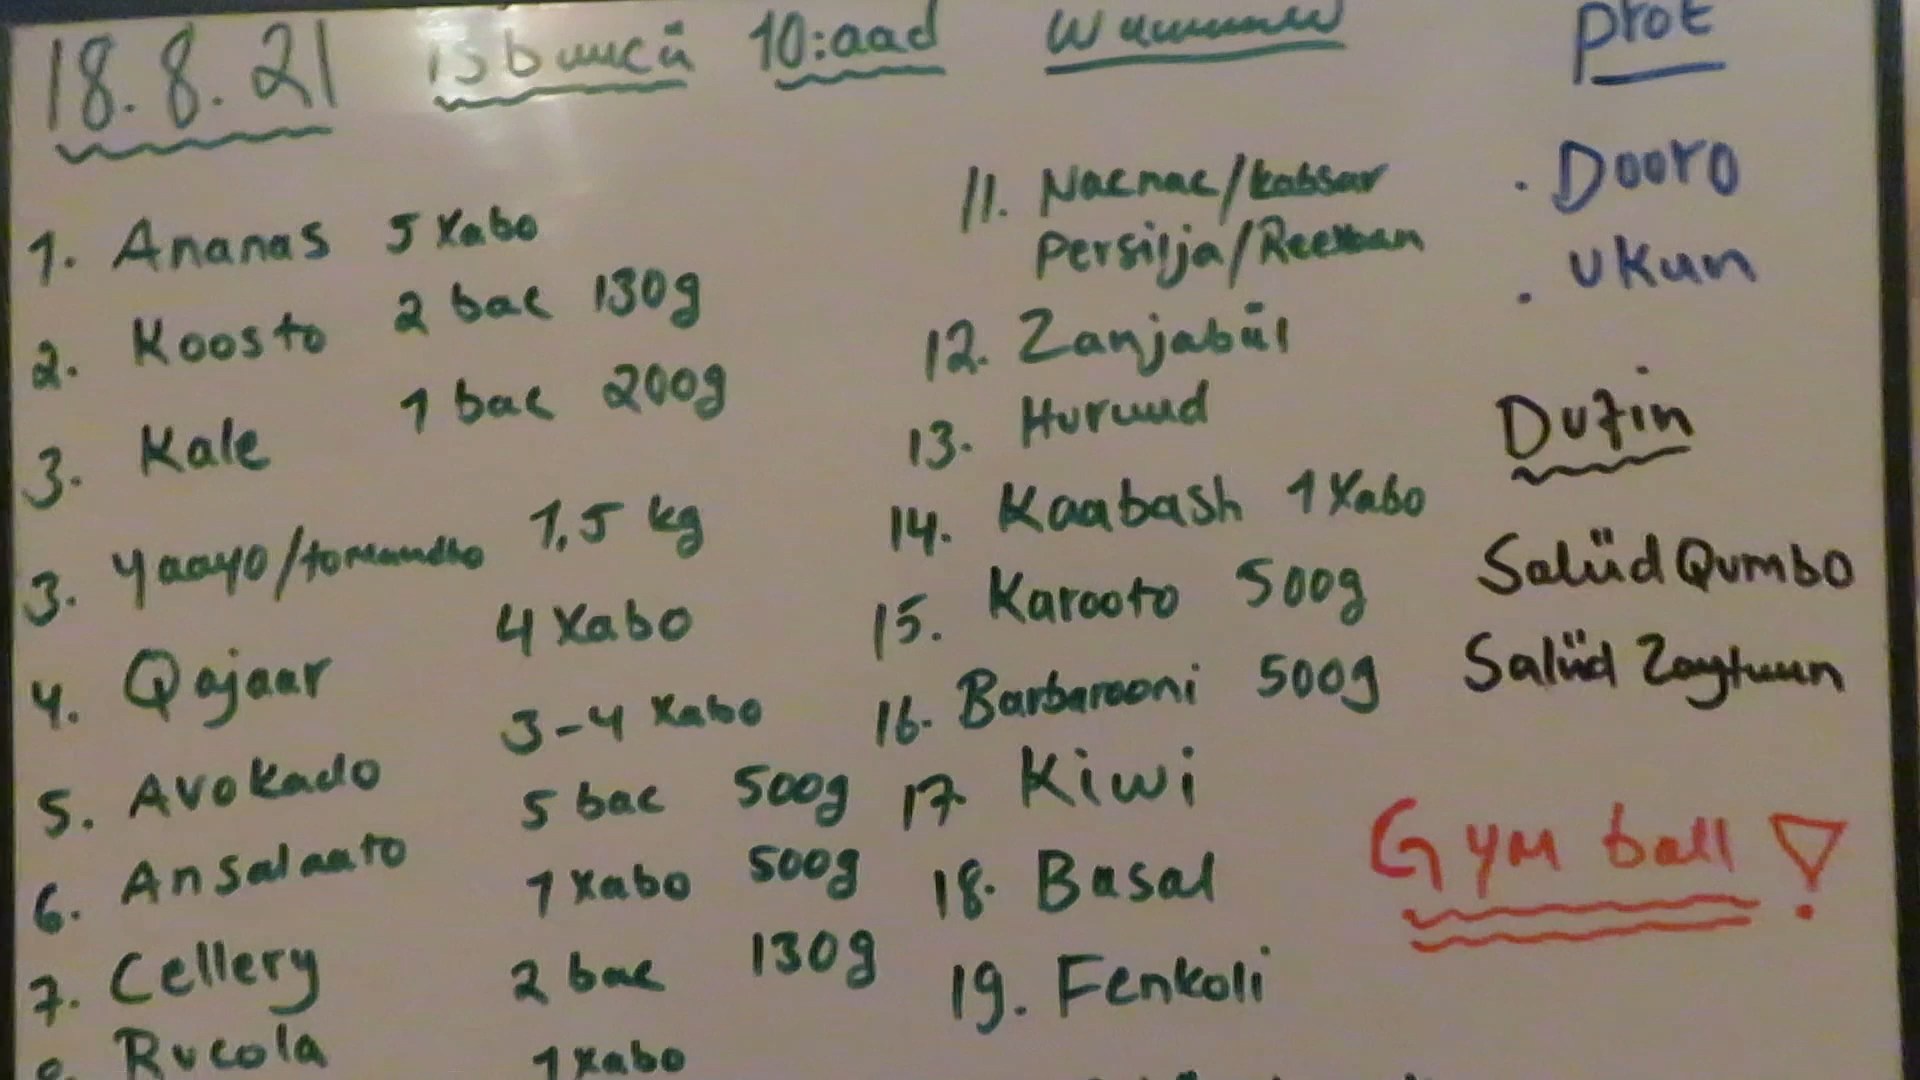 18.8.21 isbuucii 10:aad
1. Ananas 5 xabo
2. Koosto 2 bac 130g
3. Kale 1 bac 200g
3. Yaayo/tomaandho 1,5 kg
4. Qajaar 4 xabo
5. Avokado 3-4 xabo
6. Ansalaato 5 bac 500g
7. Cellery 1 xabo 500g
Rucola 2 bac 130g
1 xabo
11. Nacnac/kabsar
Persilja/Reexaan
12. Zanjabiil
13. Huruud
14. Kaabash 1 xabo
15. Karooto 500g
16. Barbarooni 500g
17. Kiwi
18. Basal
19. Fenkoli
prot
. Dooro
. ukun
Dufin
Saliid Qumbo
Saliid Zaytuun
Gym ball !